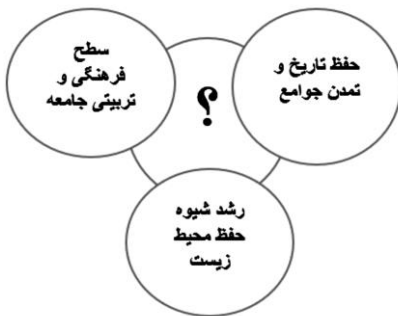 حفظ تاریخ و
تمدن جوامع
سطح
فرهنگی و
تربیتی جامعه
؟
رشد شیوه
حفظ محیط
زیست